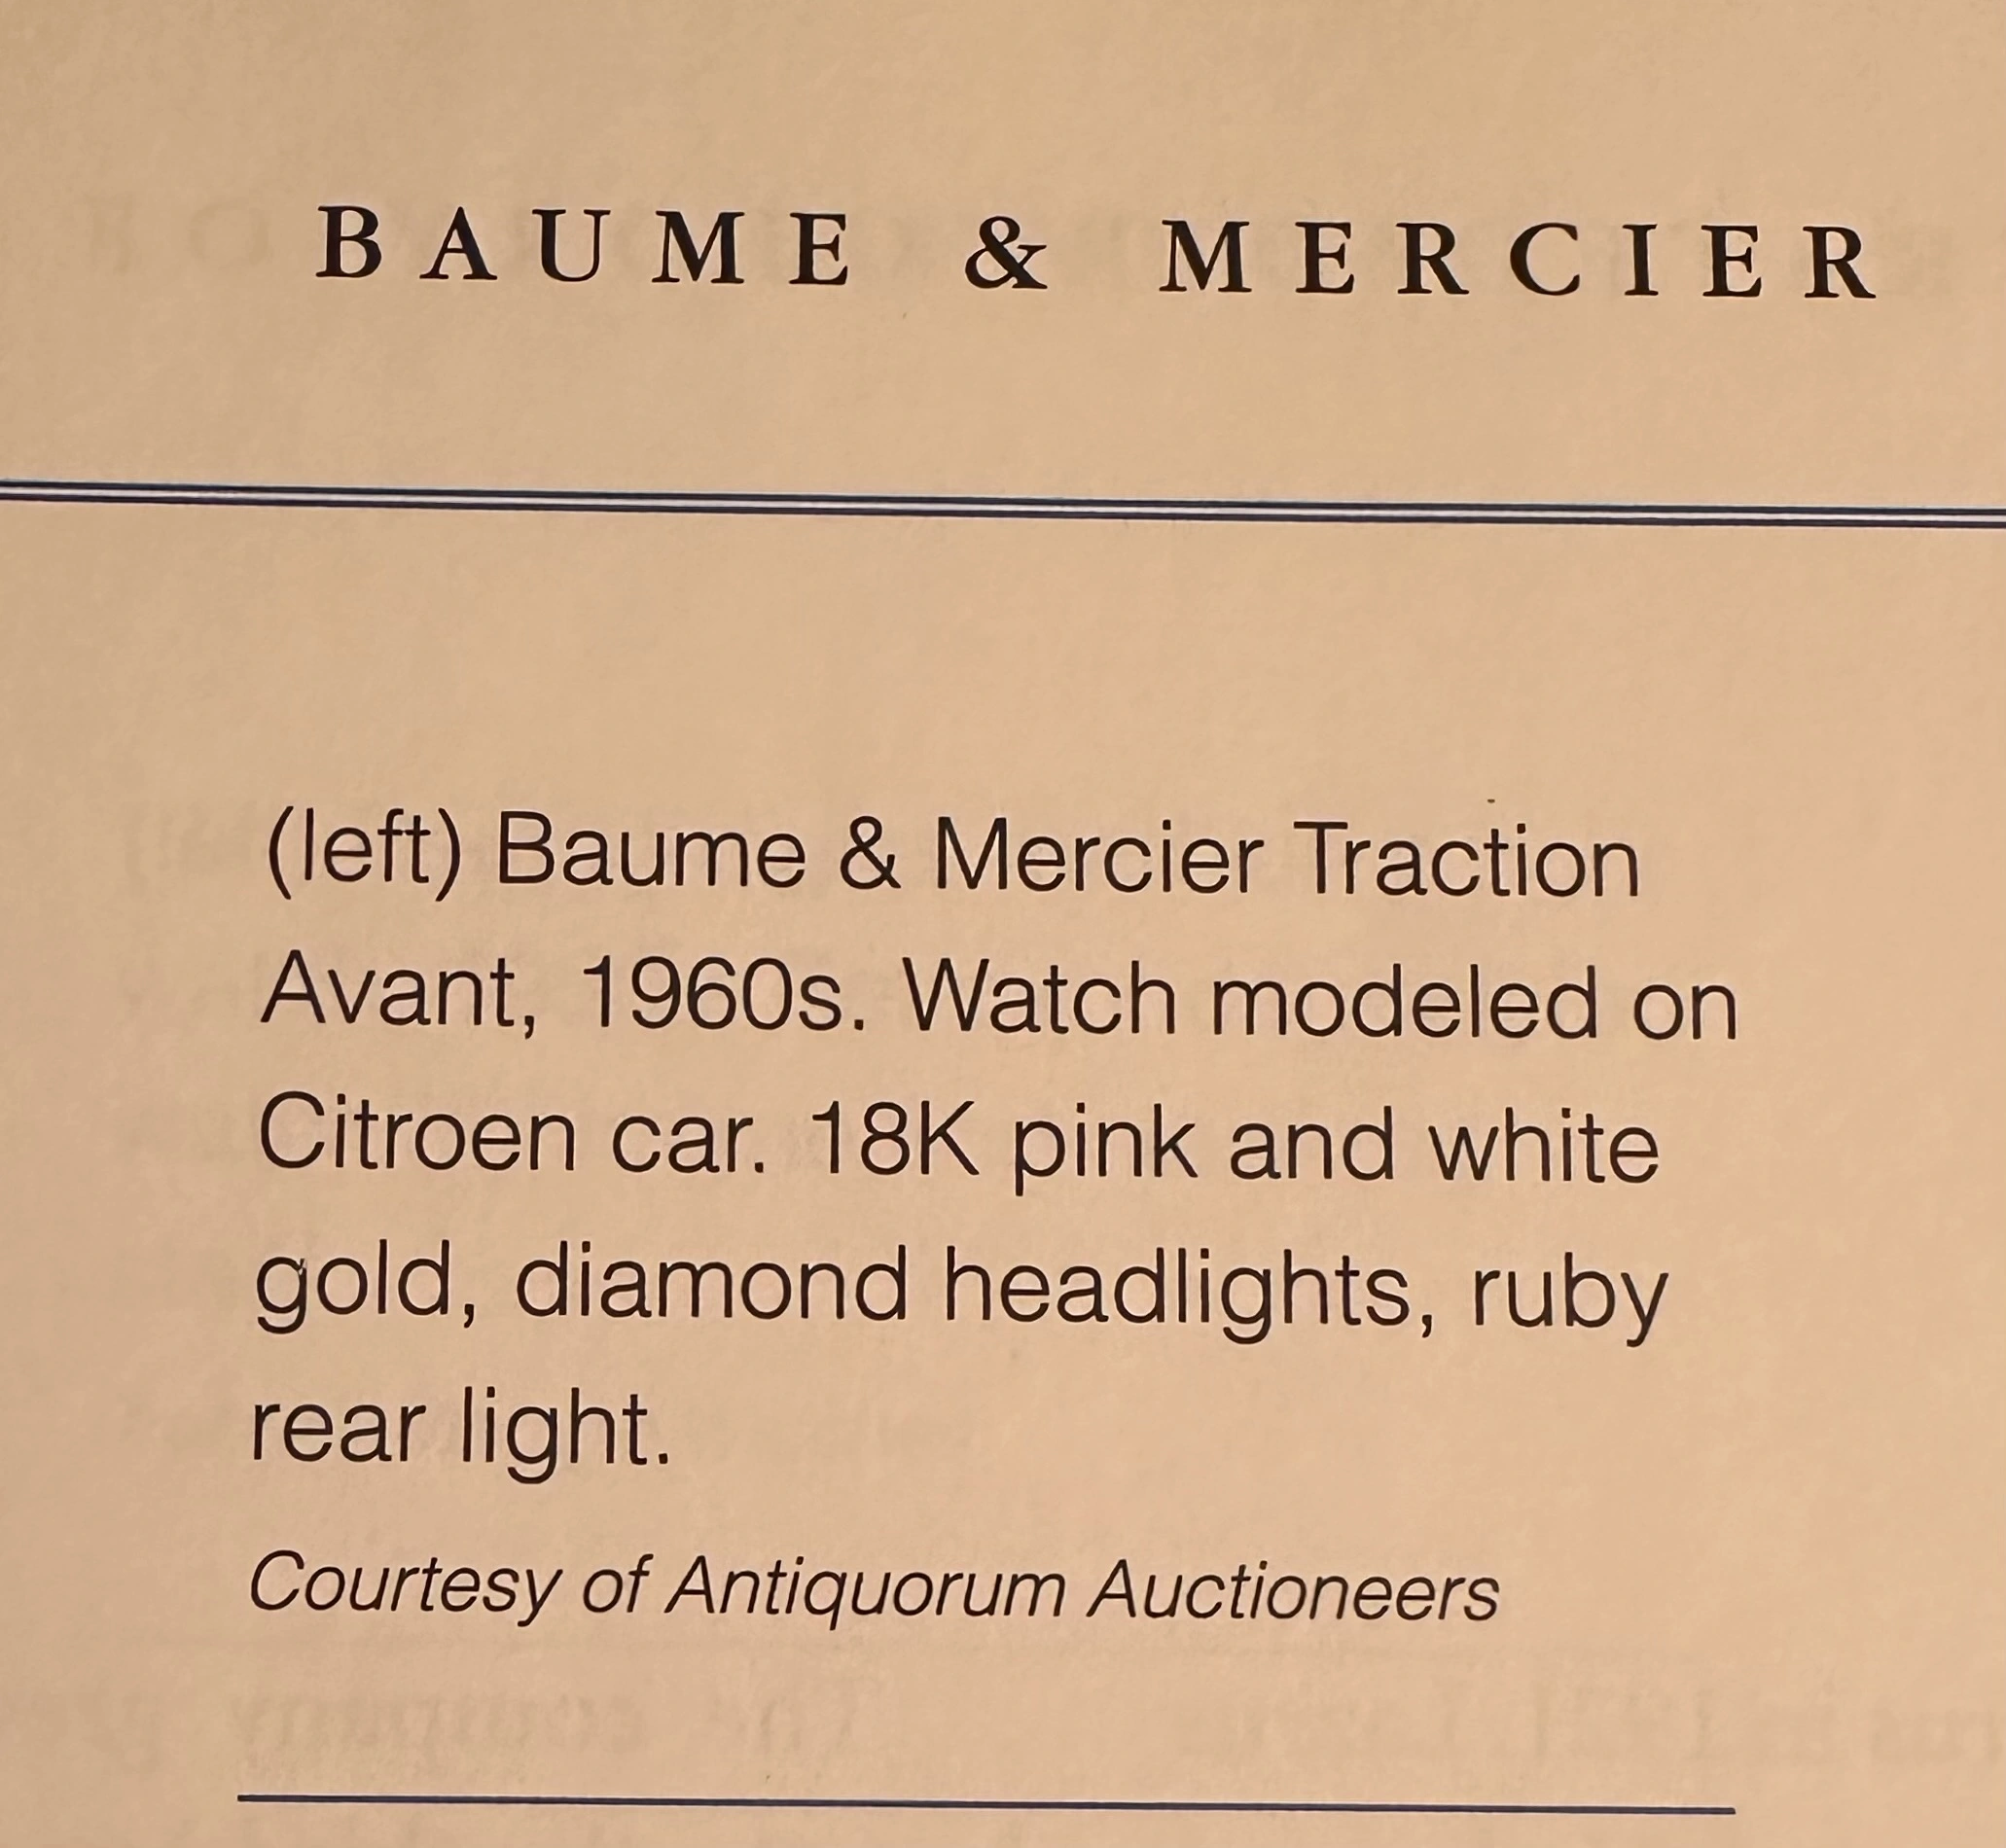 BAUME & MERCIER
(left) Baume & Mercier Traction
Avant, 1960s. Watch modeled on
Citroen car. 18K pink and white
gold, diamond headlights, ruby
rear light.
Courtesy of Antiquorum Auctioneers